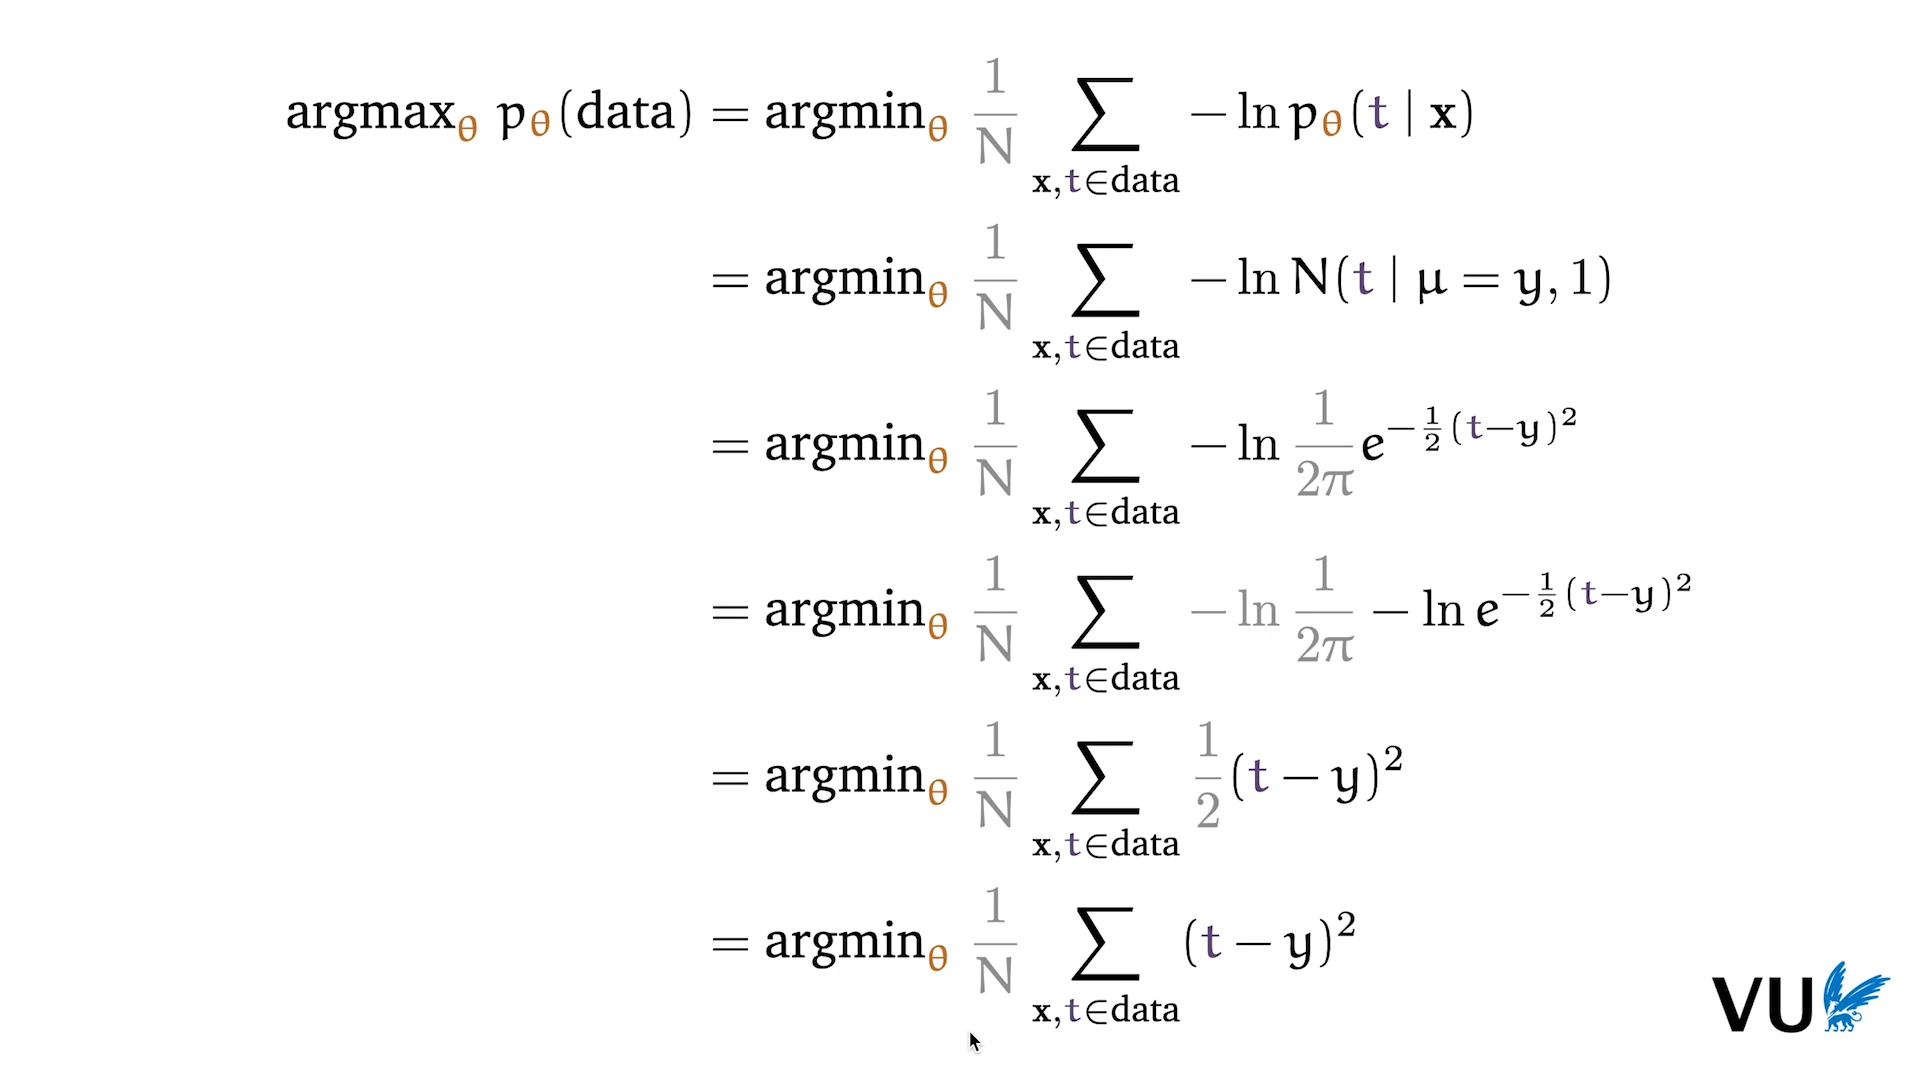 argmax_θ p_θ(data) = argmin_θ 1/N ∑_{x,t∈data} − ln p_θ(t | x)
= argmin_θ 1/N ∑_{x,t∈data} − ln N(t | μ = y, 1)
= argmin_θ 1/N ∑_{x,t∈data} − ln 1/2π e^{−1/2(t−y)²}
= argmin_θ 1/N ∑_{x,t∈data} − ln 1/2π − ln e^{−1/2(t−y)²}
= argmin_θ 1/N ∑_{x,t∈data} 1/2 (t − y)²
= argmin_θ 1/N ∑_{x,t∈data} (t − y)²
VU